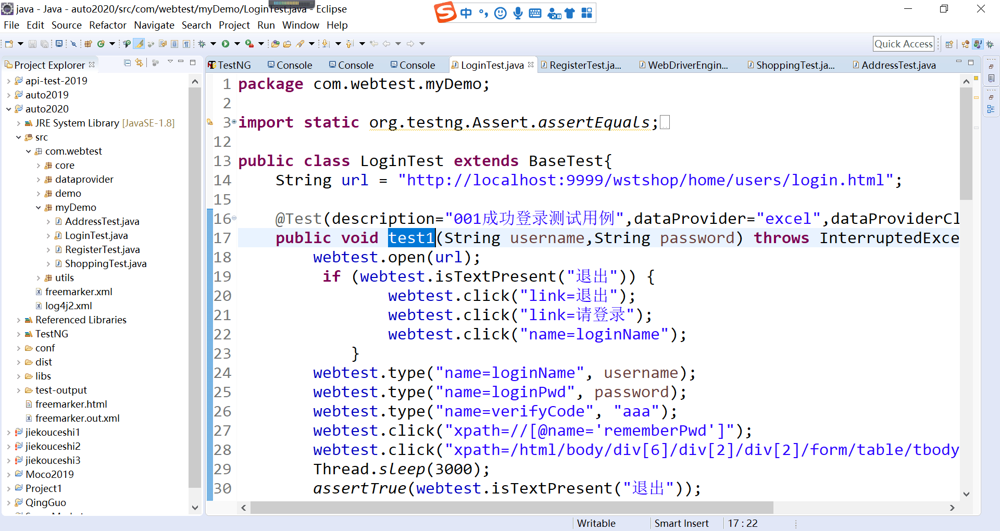 java - Java - auto2020/src/com/webtest/myDemo/LoginTest.java - Eclipse
中
File Edit Source Refactor Navigate Search Project Run Window Help
Quick Access
Project Explorer
TestNG Console Console Console LoginTest.java RegisterTest.ja... WebDriverEngin... ShoppingTest.ja... AddressTest.java
api-test-2019
auto2019
auto2020
JRE System Library [JavaSE-1.8]
src
com.webtest
core
dataprovider
demo
myDemo
AddressTest.java
LoginTest.java
RegisterTest.java
ShoppingTest.java
utils
freemarker.xml
log4j2.xml
Referenced Libraries
TestNG
conf
dist
libs
test-output
freemarker.html
freemarker.out.xml
jiekouceshi1
jiekouceshi2
jiekouceshi3
Moco2019
Project1
QingGuo
1 package com.webtest.myDemo;
2
3 import static org.testng.Assert.assertEquals;
12
13 public class LoginTest extends BaseTest{
14 String url = "http://localhost:9999/wstshop/home/users/login.html";
15
16 @Test(description="001成功登录测试用例",dataProvider="excel",dataProviderCl
17 public void test1(String username,String password) throws InterruptedExce
18 webtest.open(url);
19 if (webtest.isTextPresent("退出")) {
20 webtest.click("link=退出");
21 webtest.click("link=请登录");
22 webtest.click("name=loginName");
23 }
24 webtest.type("name=loginName", username);
25 webtest.type("name=loginPwd", password);
26 webtest.type("name=verifyCode", "aaa");
27 webtest.click("xpath=//[@name='rememberPwd']");
28 webtest.click("xpath=/html/body/div[6]/div[2]/div[2]/form/table/tbody
29 Thread.sleep(3000);
30 assertTrue(webtest.isTextPresent("退出"));
Writable Smart Insert 17 : 22